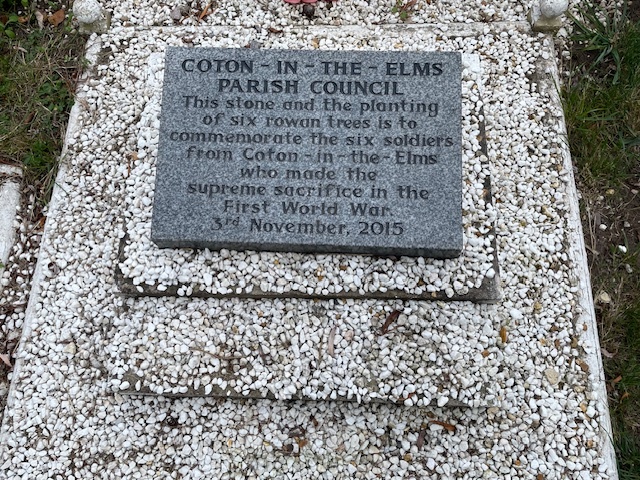 COTON - IN - THE - ELMS
PARISH COUNCIL
This stone and the planting
of six rowan trees is to
commemorate the six soldiers
from Coton - in - the - Elms
who made the
supreme sacrifice in the
First World War.
3rd November, 2015